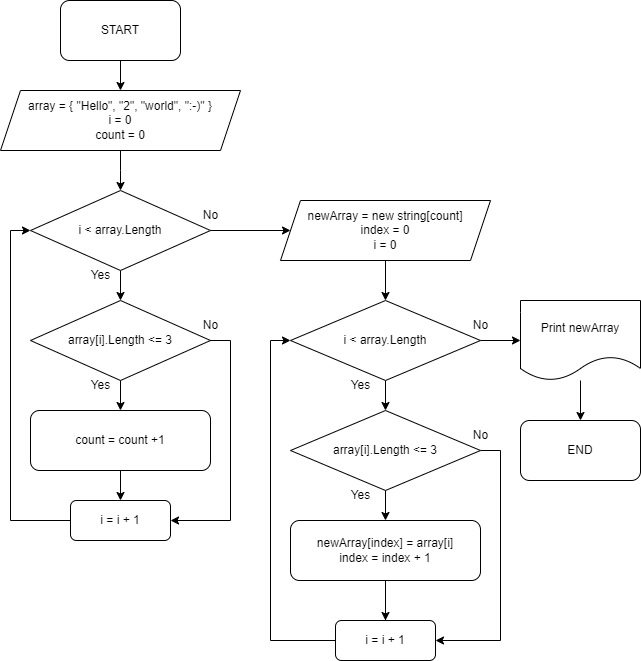 START
array = { "Hello", "2", "world", ":-)" }
i = 0
count = 0
i < array.Length
No
Yes
array[i].Length <= 3
No
Yes
count = count +1
i = i + 1
newArray = new string[count]
index = 0
i = 0
i < array.Length
No
Yes
array[i].Length <= 3
No
Yes
newArray[index] = array[i]
index = index + 1
i = i + 1
Print newArray
END